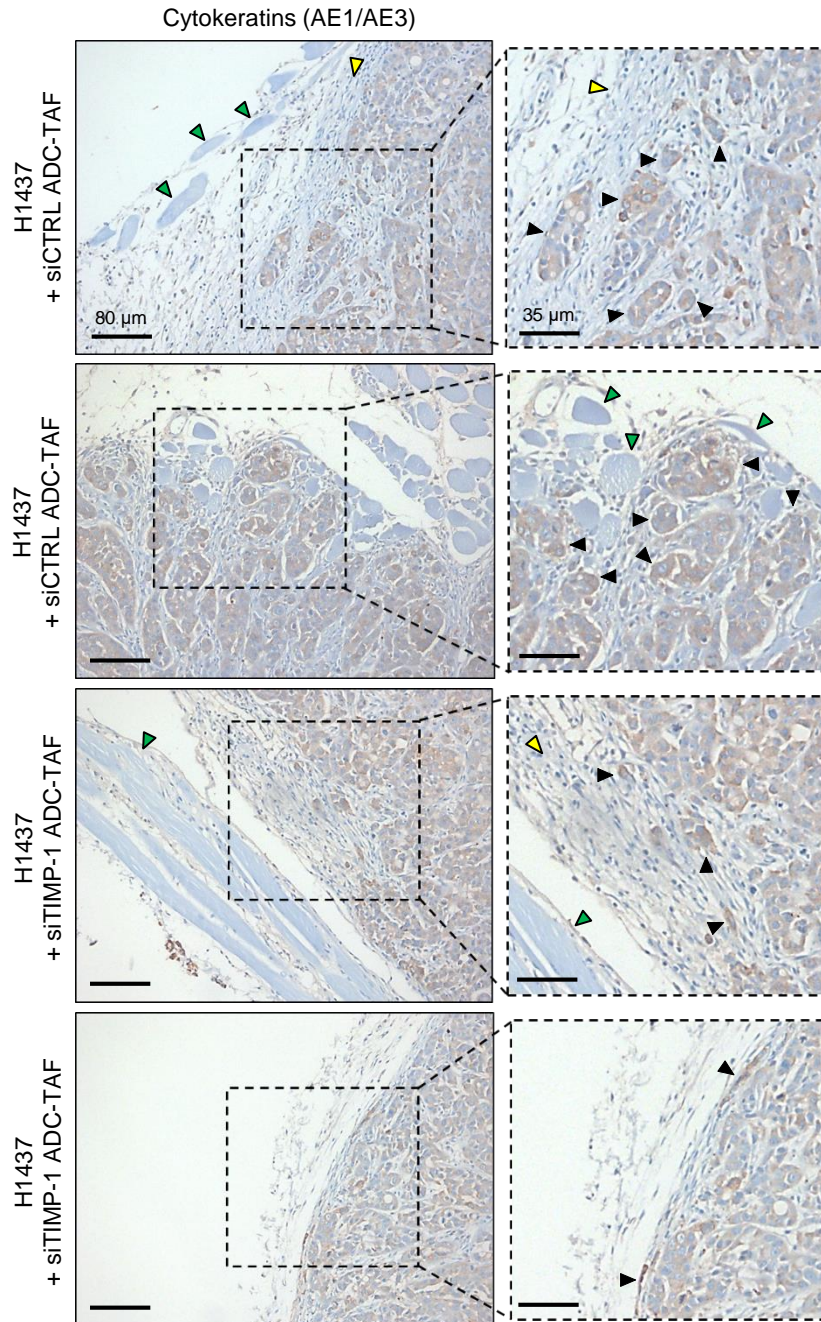 Cytokeratins (AE1/AE3)
H1437
+ siCTRL ADC-TAF
80 µm
35 µm
H1437
+ siCTRL ADC-TAF
H1437
+ siTIMP-1 ADC-TAF
H1437
+ siTIMP-1 ADC-TAF